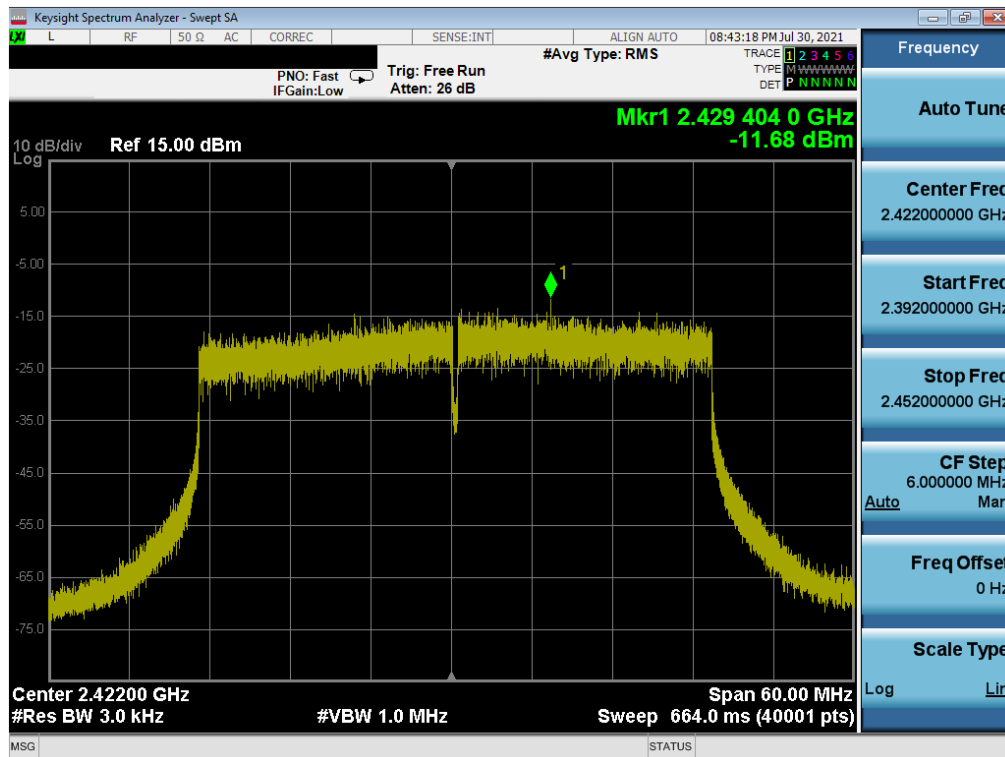 Keysight Spectrum Analyzer - Swept SA
LXI L RF 50 Ω AC CORREC SENSE:INT ALIGN AUTO 08:43:18 PM Jul 30, 2021
#Avg Type: RMS
TRACE 1 2 3 4 5 6
TYPE M WWWWW
DET P N N N N N
PNO: Fast
IFGain:Low
Trig: Free Run
Atten: 26 dB
Mkr1 2.429 404 0 GHz
-11.68 dBm
10 dB/div
Log
Ref 15.00 dBm
5.00
-5.00
-15.0
-25.0
-35.0
-45.0
-55.0
-65.0
-75.0
1
Center 2.42200 GHz
Span 60.00 MHz
#Res BW 3.0 kHz
#VBW 1.0 MHz
Sweep 664.0 ms (40001 pts)
MSG
STATUS
Frequency
Auto Tune
Center Freq
2.422000000 GHz
Start Freq
2.392000000 GHz
Stop Freq
2.452000000 GHz
CF Step
6.000000 MHz
Auto Man
Freq Offset
0 Hz
Scale Type
Log Lin